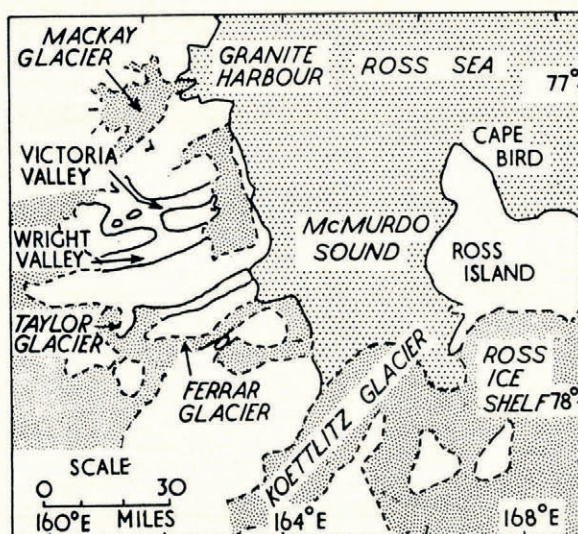 MACKAY
GLACIER
GRANITE
HARBOUR
ROSS SEA
77°
CAPE
BIRD
VICTORIA
VALLEY
McMURDO
SOUND
WRIGHT
VALLEY
ROSS
ISLAND
TAYLOR
GLACIER
FERRAR
GLACIER
KOETTLITZ GLACIER
ROSS
ICE
SHELF
78°
SCALE
0 30
MILES
160°E 164°E 168°E